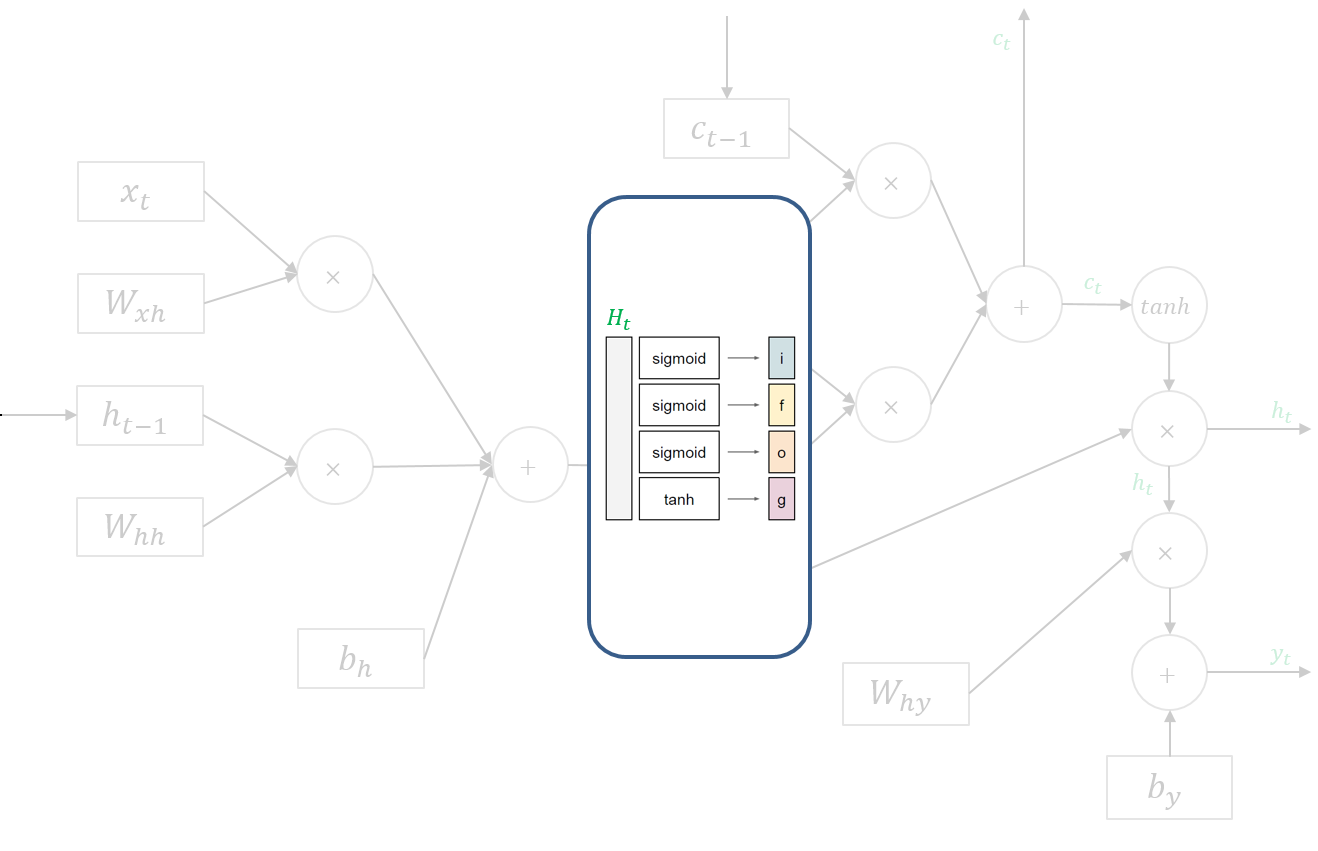 c_t
c_{t-1}
×
x_t
×
W_{xh}
c_t
+
tanh
H_t
sigmoid
i
sigmoid
f
sigmoid
o
tanh
g
×
h_{t-1}
×
h_t
×
+
h_t
W_{hh}
×
b_h
W_{hy}
+
y_t
b_y